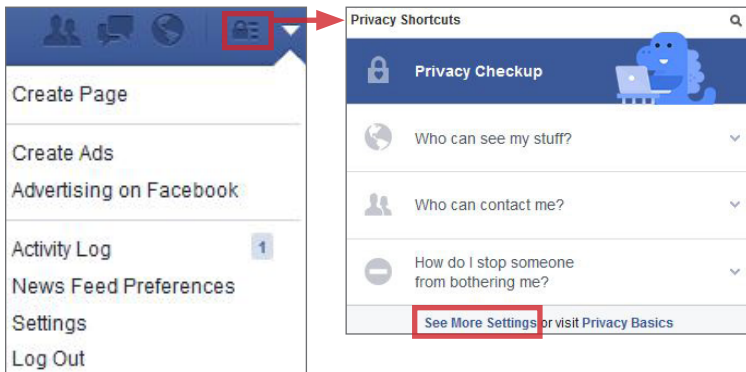 Create Page
Create Ads
Advertising on Facebook
Activity Log 1
News Feed Preferences
Settings
Log Out
Privacy Shortcuts
Privacy Checkup
Who can see my stuff?
Who can contact me?
How do I stop someone
from bothering me?
See More Settings or visit Privacy Basics